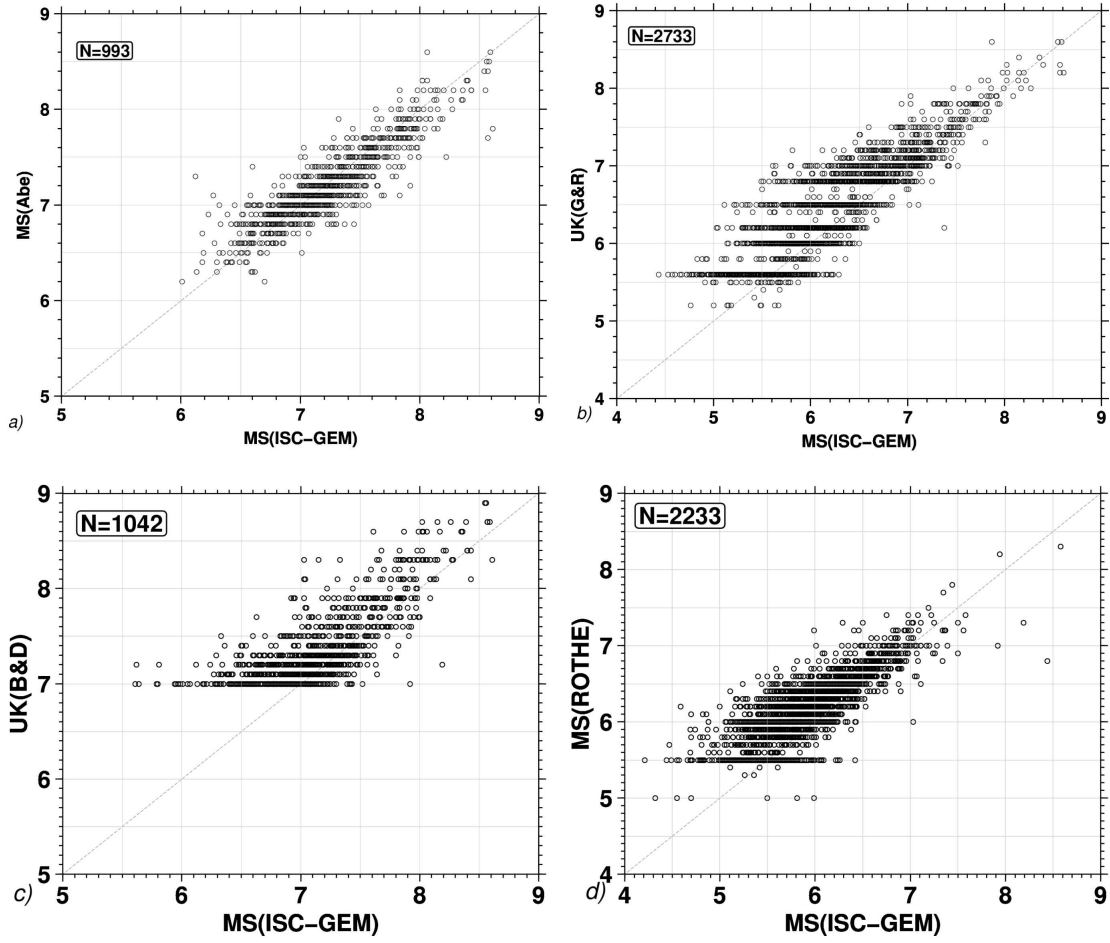 9
8
7
6
5
MS(Abe)
N=993
5 6 7 8 9
MS(ISC−GEM)
a)
9
8
7
6
5
4
UK(G&R)
N=2733
4 5 6 7 8 9
MS(ISC−GEM)
b)
9
8
7
6
5
UK(B&D)
N=1042
5 6 7 8 9
MS(ISC−GEM)
c)
9
8
7
6
5
4
MS(ROTHE)
N=2233
4 5 6 7 8 9
MS(ISC−GEM)
d)